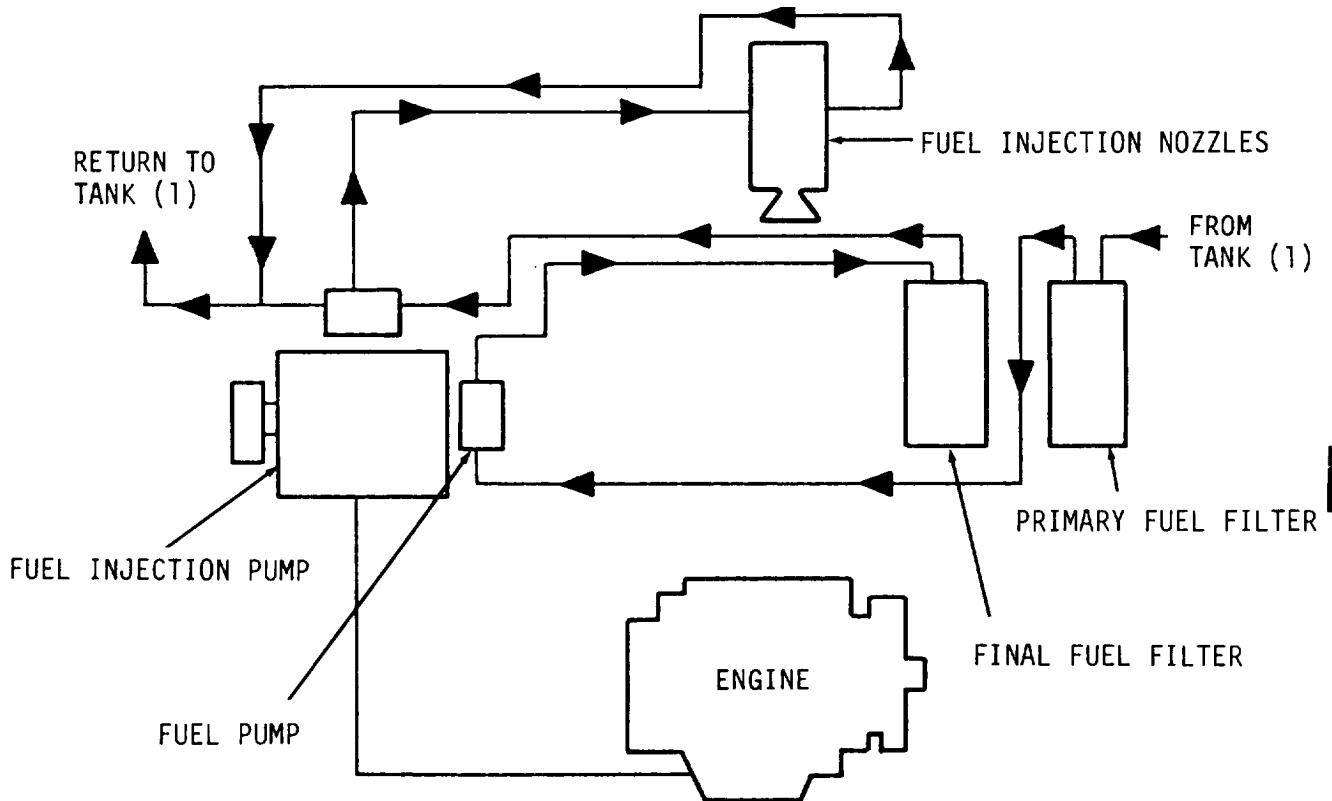 FUEL INJECTION NOZZLES
RETURN TO
TANK (1)
FROM
TANK (1)
PRIMARY FUEL FILTER
FUEL INJECTION PUMP
FINAL FUEL FILTER
ENGINE
FUEL PUMP